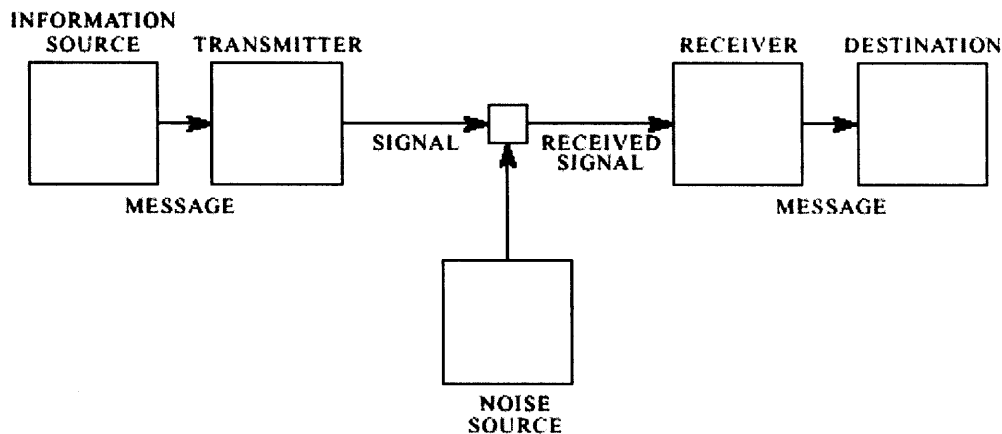 INFORMATION
SOURCE
TRANSMITTER
RECEIVER
DESTINATION
SIGNAL
RECEIVED
SIGNAL
MESSAGE
MESSAGE
NOISE
SOURCE